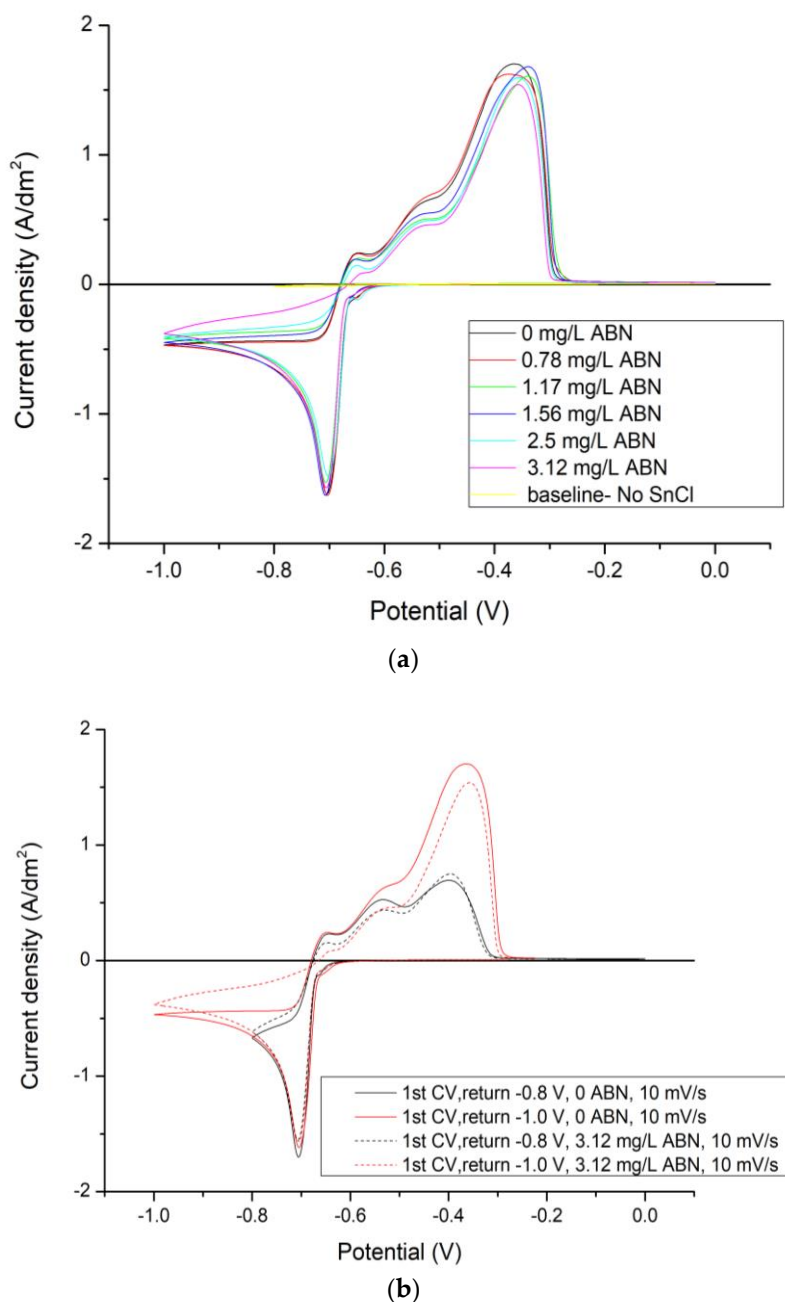 2
1
0
-1
-2
Current density (A/dm²)
0 mg/L ABN
0.78 mg/L ABN
1.17 mg/L ABN
1.56 mg/L ABN
2.5 mg/L ABN
3.12 mg/L ABN
baseline- No SnCl
-1.0 -0.8 -0.6 -0.4 -0.2 0.0
Potential (V)
(a)
2
1
0
-1
-2
Current density (A/dm²)
1st CV,return -0.8 V, 0 ABN, 10 mV/s
1st CV,return -1.0 V, 0 ABN, 10 mV/s
1st CV,return -0.8 V, 3.12 mg/L ABN, 10 mV/s
1st CV,return -1.0 V, 3.12 mg/L ABN, 10 mV/s
-1.0 -0.8 -0.6 -0.4 -0.2 0.0
Potential (V)
(b)